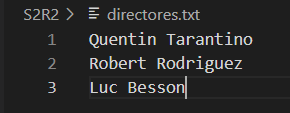 S2R2 > directores.txt
1 Quentin Tarantino
2 Robert Rodriguez
3 Luc Besson